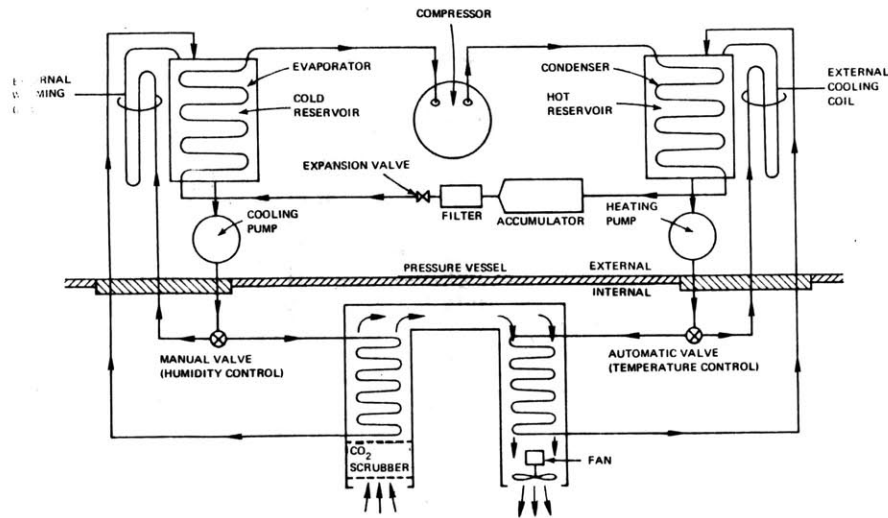 COMPRESSOR
EVAPORATOR
COLD
RESERVOIR
CONDENSER
HOT
RESERVOIR
EXTERNAL
COOLING
COIL
EXPANSION VALVE
FILTER
ACCUMULATOR
COOLING
PUMP
HEATING
PUMP
PRESSURE VESSEL
EXTERNAL
INTERNAL
MANUAL VALVE
(HUMIDITY CONTROL)
AUTOMATIC VALVE
(TEMPERATURE CONTROL)
CO2
SCRUBBER
FAN